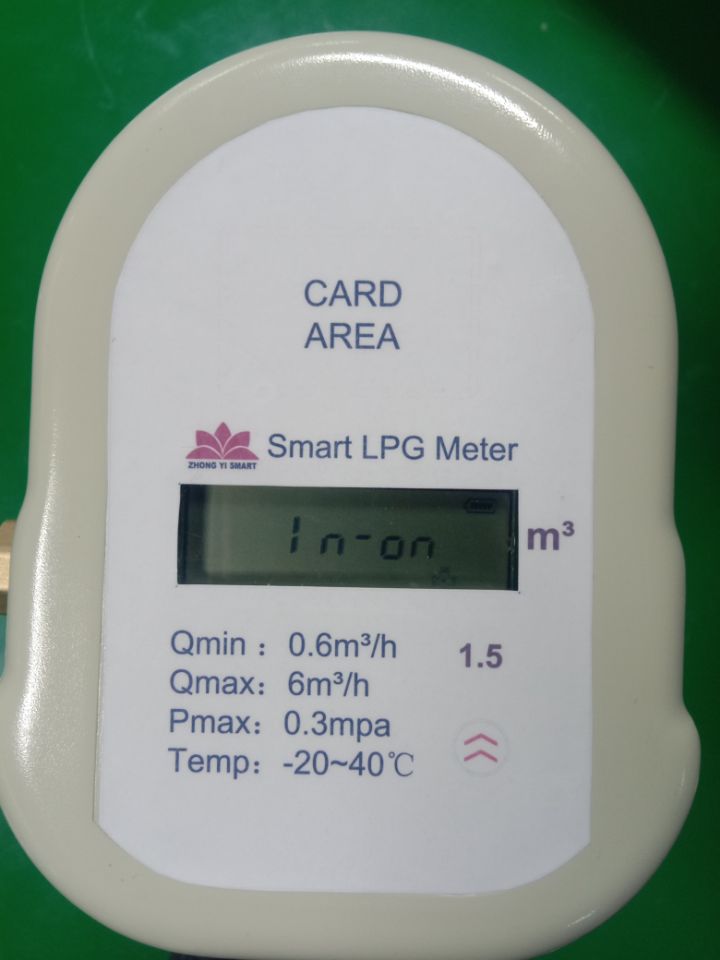 CARD
AREA
ZHONG YI SMART
Smart LPG Meter
In-on
m³
Qmin： 0.6m³/h
1.5
Qmax：6m³/h
Pmax：0.3mpa
Temp：-20~40℃